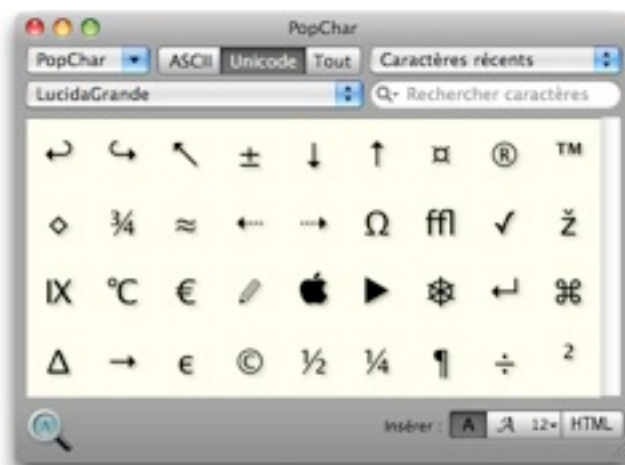 PopChar
PopChar ASCII Unicode Tout Caractères récents
LucidaGrande Rechercher caractères
↩ ↪ ↖ ± ↓ ↑ ¤ ® ™
⋄ ¾ ≈ ⇠ ⇢ Ω ffl ✓ ž
Ⅸ ℃ € ✎  ▶ ❄ ↵ ⌘
Δ → ϵ © ½ ¼ ¶ ÷ ²
Insérer : A A 12 HTML